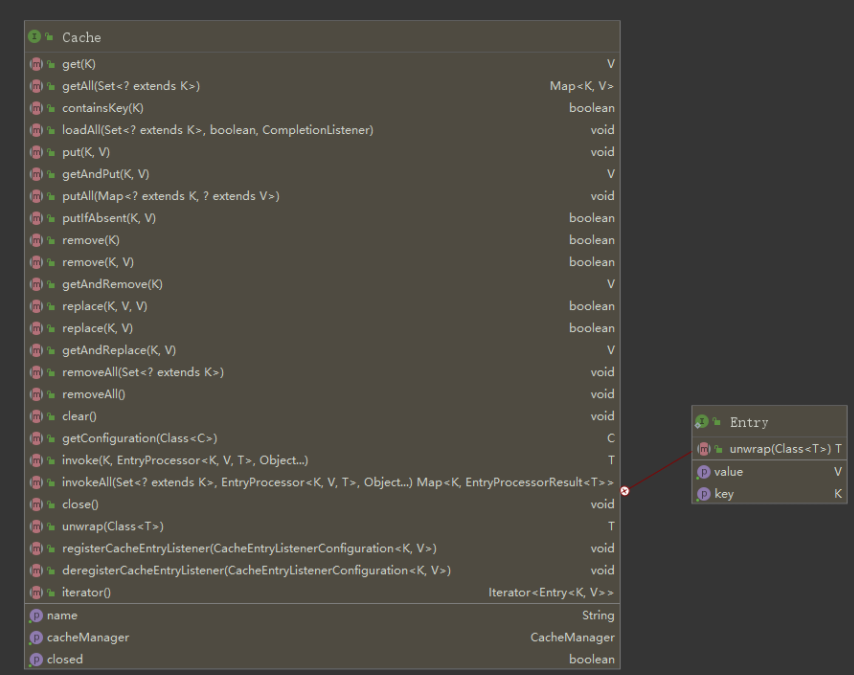 Cache
get(K) V
getAll(Set<? extends K>) Map<K, V>
containsKey(K) boolean
loadAll(Set<? extends K>, boolean, CompletionListener) void
put(K, V) void
getAndPut(K, V) V
putAll(Map<? extends K, ? extends V>) void
putIfAbsent(K, V) boolean
remove(K) boolean
remove(K, V) boolean
getAndRemove(K) V
replace(K, V, V) boolean
replace(K, V) boolean
getAndReplace(K, V) V
removeAll(Set<? extends K>) void
removeAll() void
clear() void
getConfiguration(Class<C>) C
invoke(K, EntryProcessor<K, V, T>, Object...) T
invokeAll(Set<? extends K>, EntryProcessor<K, V, T>, Object...) Map<K, EntryProcessorResult<T>>
close() void
unwrap(Class<T>) T
registerCacheEntryListener(CacheEntryListenerConfiguration<K, V>) void
deregisterCacheEntryListener(CacheEntryListenerConfiguration<K, V>) void
iterator() Iterator<Entry<K, V>>
name String
cacheManager CacheManager
closed boolean
Entry
unwrap(Class<T>) T
value V
key K